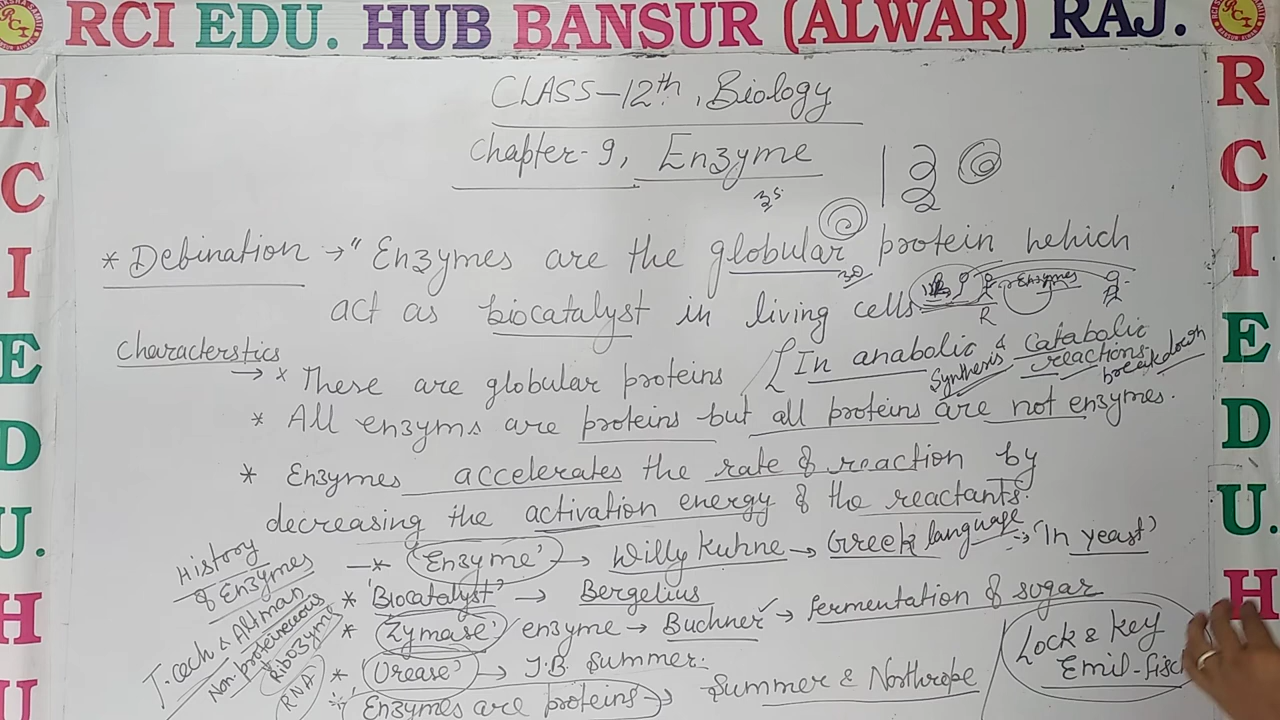 RCI EDU. HUB BANSUR (ALWAR) RAJ.
R
C
I
E
D
U.
H
U
R
C
I
E
D
U.
H
CLASS-12th, Biology
Chapter-9, Enzyme
* Debination → " Enzymes are the globular protein which
act as biocatalyst in living cells
Enzymes
R
Characterstics
→ × These are globular proteins [In anabolic & catabolic
reactions
Synthesis
breakdown
* All enzyms are proteins but all proteins are not enzymes.
* Enzymes accelerates the rate of reaction by
decreasing the activation energy of the reactants.
History
of Enzymes
* 'Enzyme' → Willy Kuhne → Greek language → 'In yeast'
* 'Biocatalyst' → Bergelius
* 'Zymase' enzyme → Buchner → fermentation of sugar
* 'Urease' → J.B. Summer.
* Enzymes are proteins → Summer & Northrope
T. cech & Altman
Non-proteinereous
Ribozyme
RNA
Lock & Key
Emil-fisc